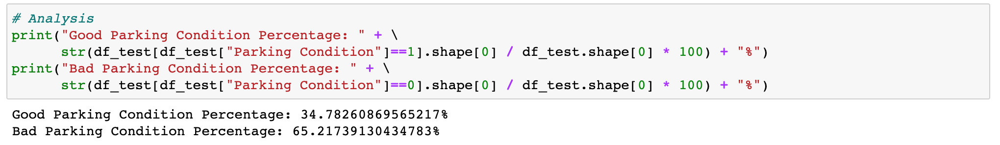 # Analysis
print("Good Parking Condition Percentage: " + \
      str(df_test[df_test["Parking Condition"]==1].shape[0] / df_test.shape[0] * 100) + "%")
print("Bad Parking Condition Percentage: " + \
      str(df_test[df_test["Parking Condition"]==0].shape[0] / df_test.shape[0] * 100) + "%")
Good Parking Condition Percentage: 34.78260869565217%
Bad Parking Condition Percentage: 65.21739130434783%